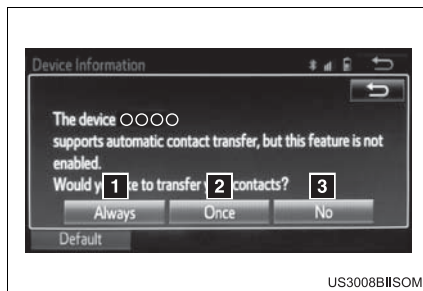 Device Information
The device ○○○○
supports automatic contact transfer, but this feature is not
enabled.
Would to transfer contacts?
1 2 3
Always Once No
Default
US3008BⅡSOM